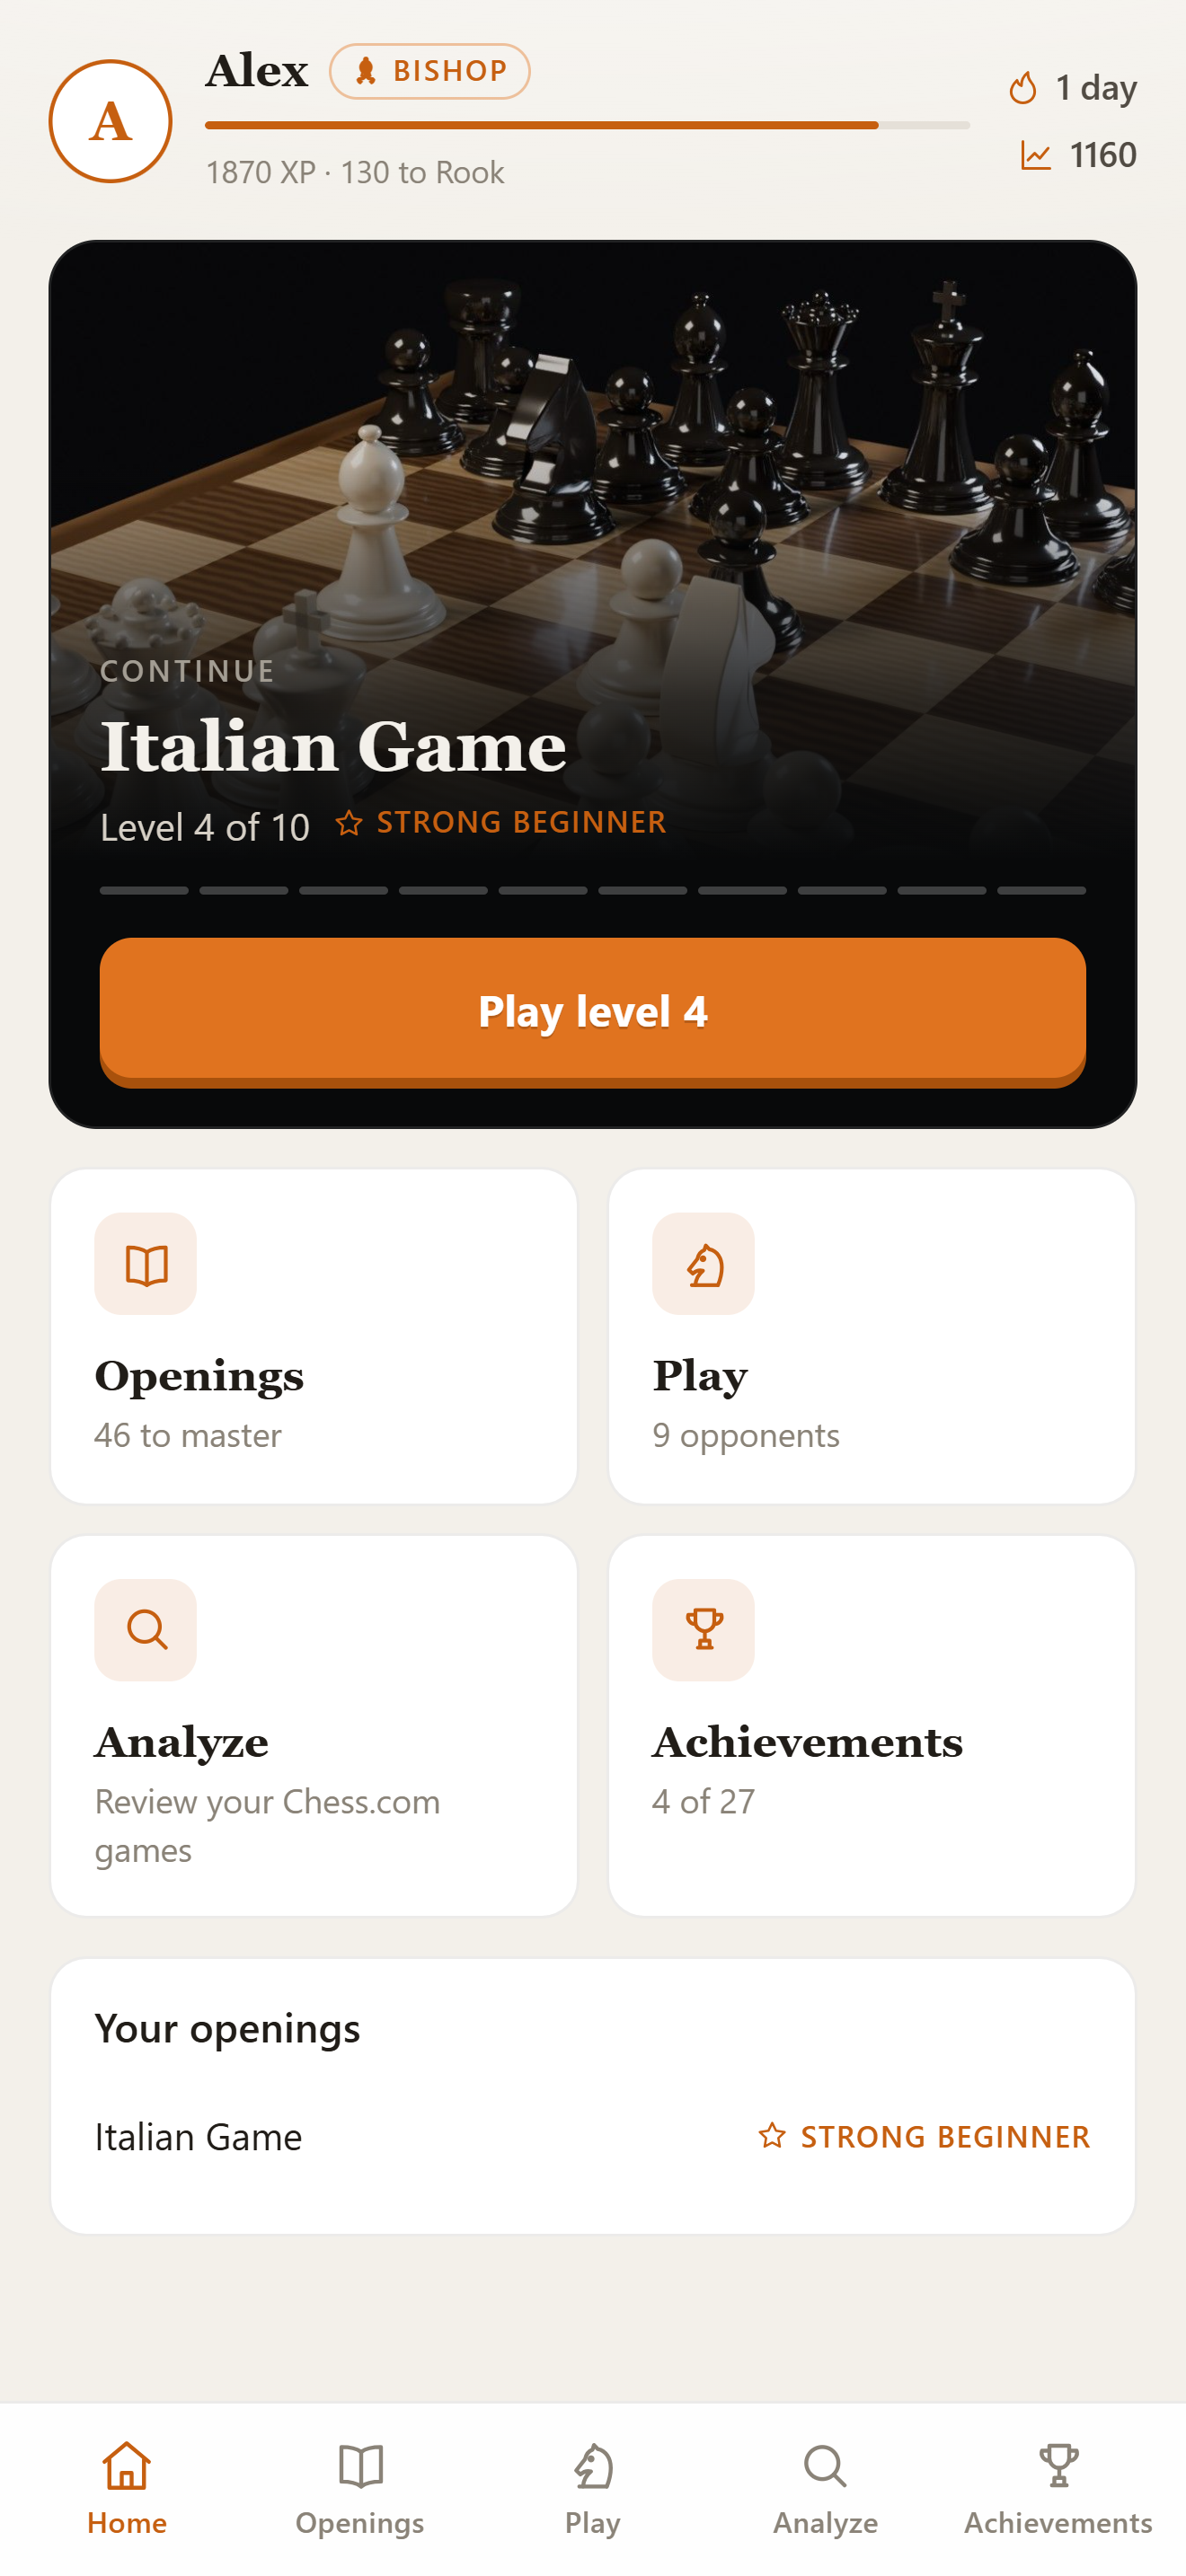 A
Alex
BISHOP
1870 XP · 130 to Rook
1 day
1160
CONTINUE
Italian Game
Level 4 of 10
STRONG BEGINNER
Play level 4
Openings
46 to master
Play
9 opponents
Analyze
Review your Chess.com
games
Achievements
4 of 27
Your openings
Italian Game
STRONG BEGINNER
Home
Openings
Play
Analyze
Achievements